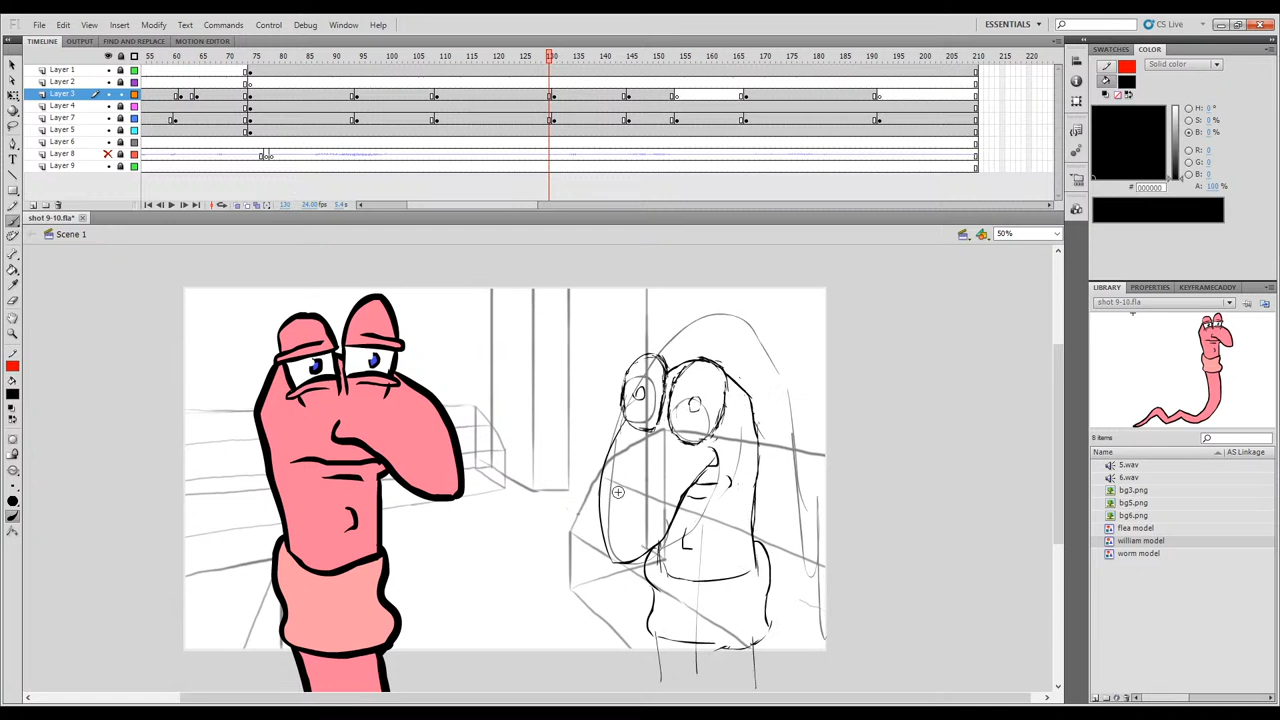 Fl File Edit View Insert Modify Text Commands Control Debug Window Help ESSENTIALS CS Live
TIMELINE OUTPUT FIND AND REPLACE MOTION EDITOR
55 65 70 75 80 85 90 95 100 105 110 115 120 125 130 135 140 145 150 155 160 165 170 175 180 185 190 195 200 205 210 215 220
Layer 1
Layer 2
Layer 3
Layer 4
Layer 7
Layer 5
Layer 6
Layer 8
Layer 9
130 24.00fps 5.4s
shot 9-10.fla*
Scene 1
50%
SWATCHES COLOR
Solid color
H: 0 °
S: 0 %
B: 0 %
R: 0
G: 0
B: 0
# 000000 A: 100 %
LIBRARY PROPERTIES KEYFRAMECADDY
shot 9-10.fla
8 items
Name AS Linkage
5.wav
6.wav
bg3.png
bg5.png
bg6.png
flea model
william model
worm model